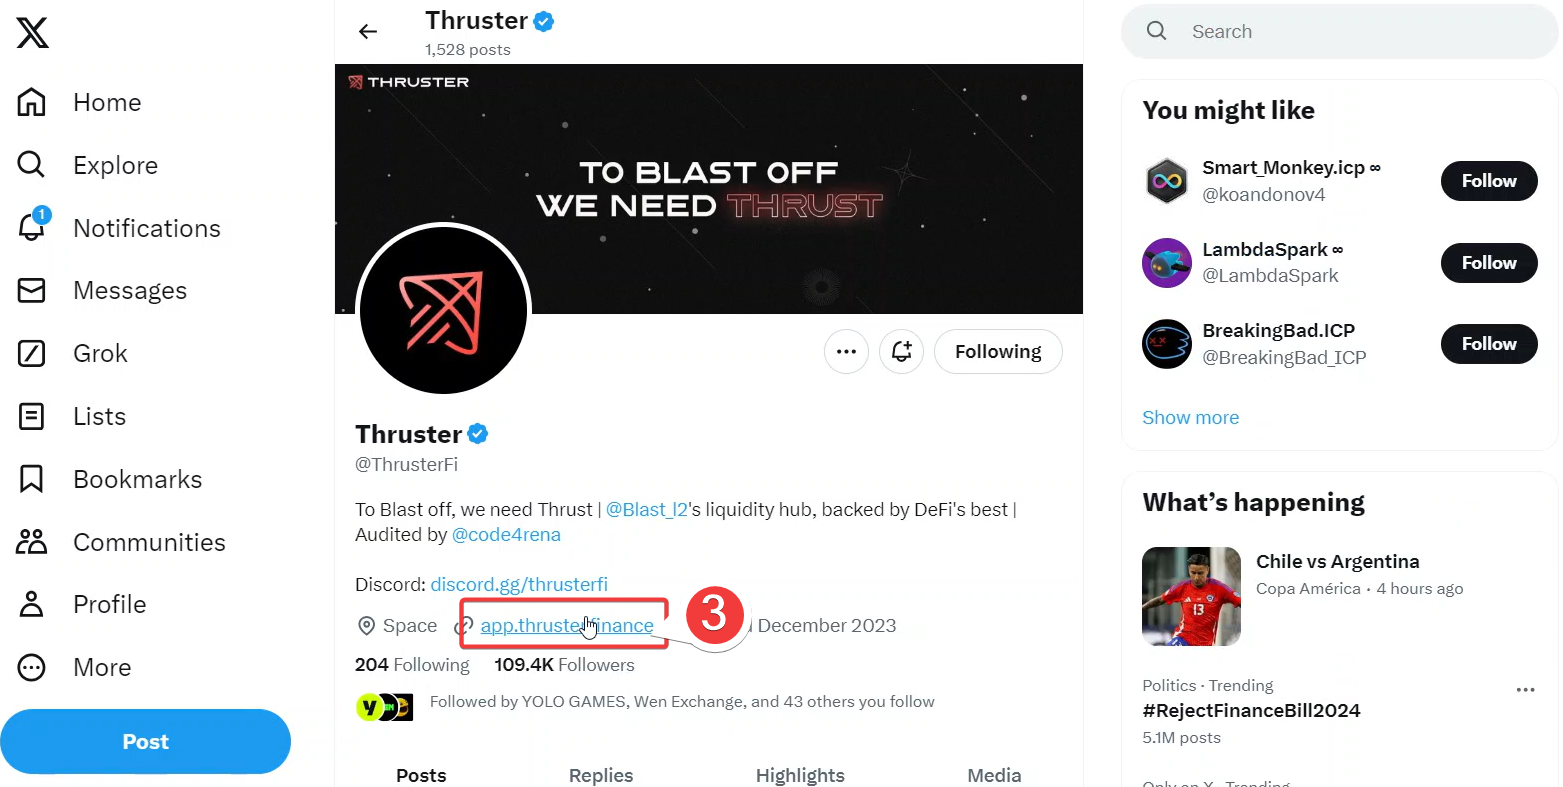 Home
Explore
1
Notifications
Messages
Grok
Lists
Bookmarks
Communities
Profile
More
Post
Thruster
1,528 posts
THRUSTER
TO BLAST OFF
WE NEED THRUST
Following
Thruster
@ThrusterFi
To Blast off, we need Thrust | @Blast_l2's liquidity hub, backed by DeFi's best |
Audited by @code4rena
Discord: discord.gg/thrusterfi
Space app.thruster.finance 3 December 2023
204 Following 109.4K Followers
Followed by YOLO GAMES, Wen Exchange, and 43 others you follow
Posts Replies Highlights Media
Search
You might like
Smart_Monkey.icp ∞
@koandonov4
Follow
LambdaSpark ∞
@LambdaSpark
Follow
BreakingBad.ICP
@BreakingBad_ICP
Follow
Show more
What's happening
Chile vs Argentina
Copa América · 4 hours ago
13
Politics · Trending
#RejectFinanceBill2024
5.1M posts
Only on X · Trending